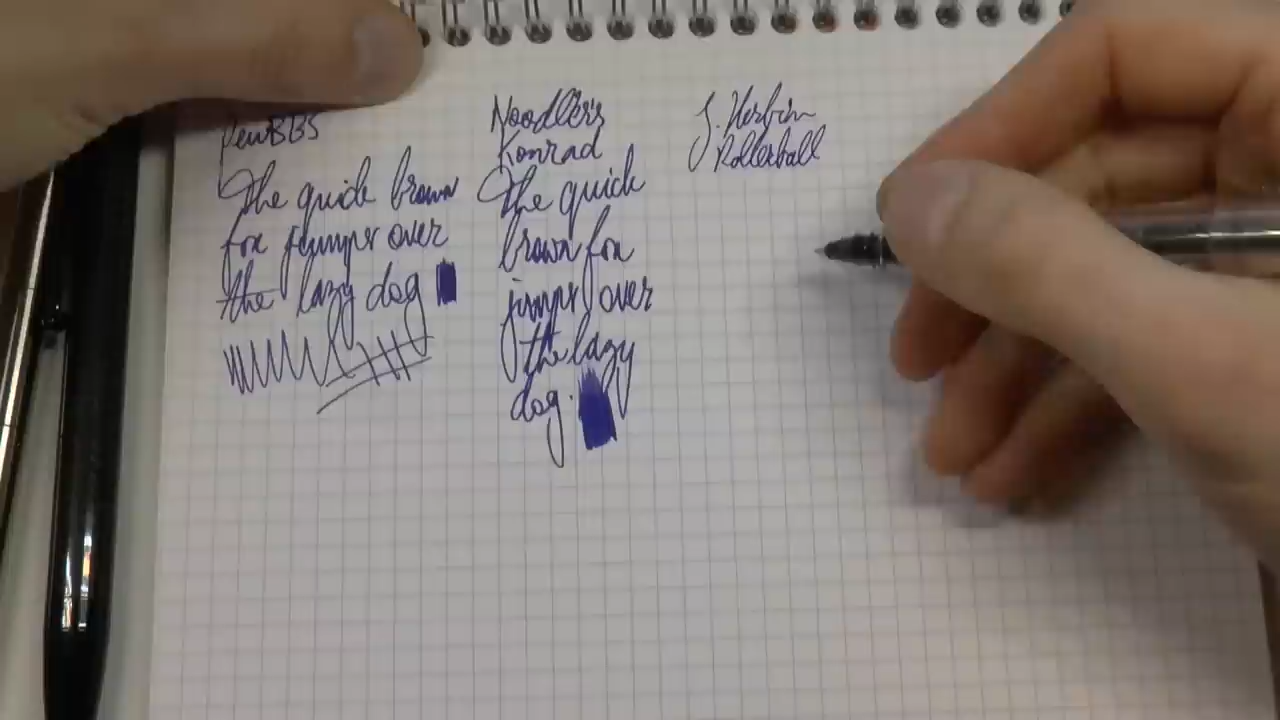 PenBBS
The quick brown
fox jumps over
the lazy dog
Noodler's
Konrad
The quick
brown fox
jumps over
the lazy
dog.
J. Herbin
Rollerball